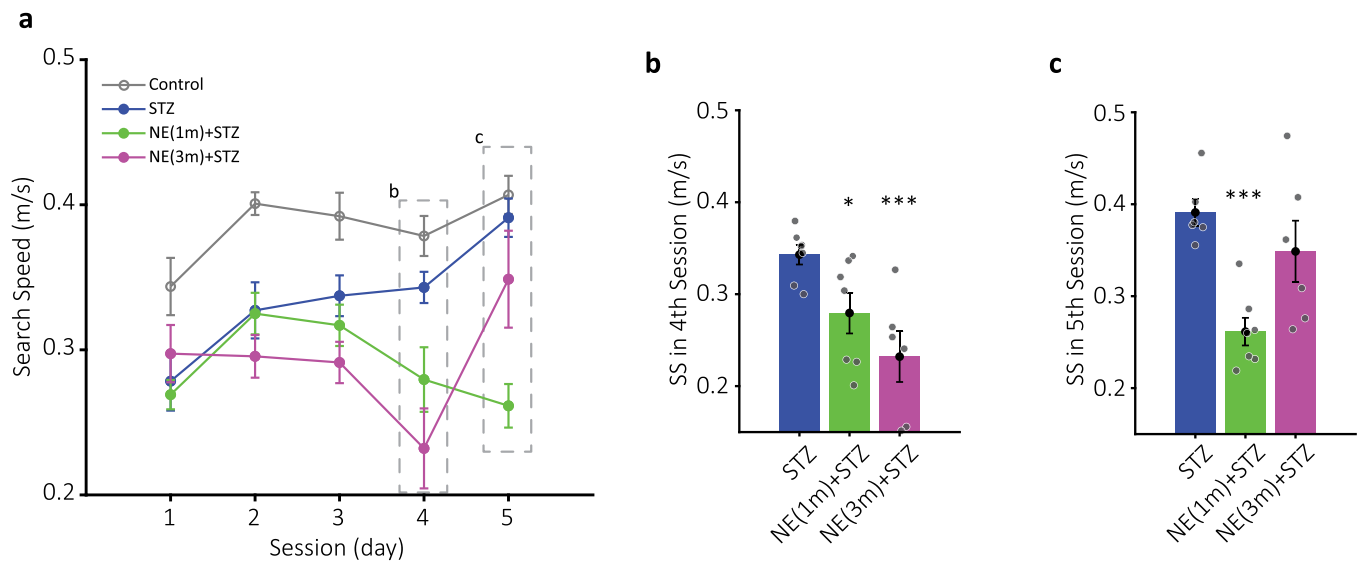 a
0.5
0.4
0.3
0.2
Search Speed (m/s)
Control
STZ
NE(1m)+STZ
NE(3m)+STZ
b
c
1 2 3 4 5
Session (day)
b
0.5
0.4
0.3
0.2
SS in 4th Session (m/s)
* ***
STZ
NE(1m)+STZ
NE(3m)+STZ
c
0.5
0.4
0.3
0.2
SS in 5th Session (m/s)
***
STZ
NE(1m)+STZ
NE(3m)+STZ